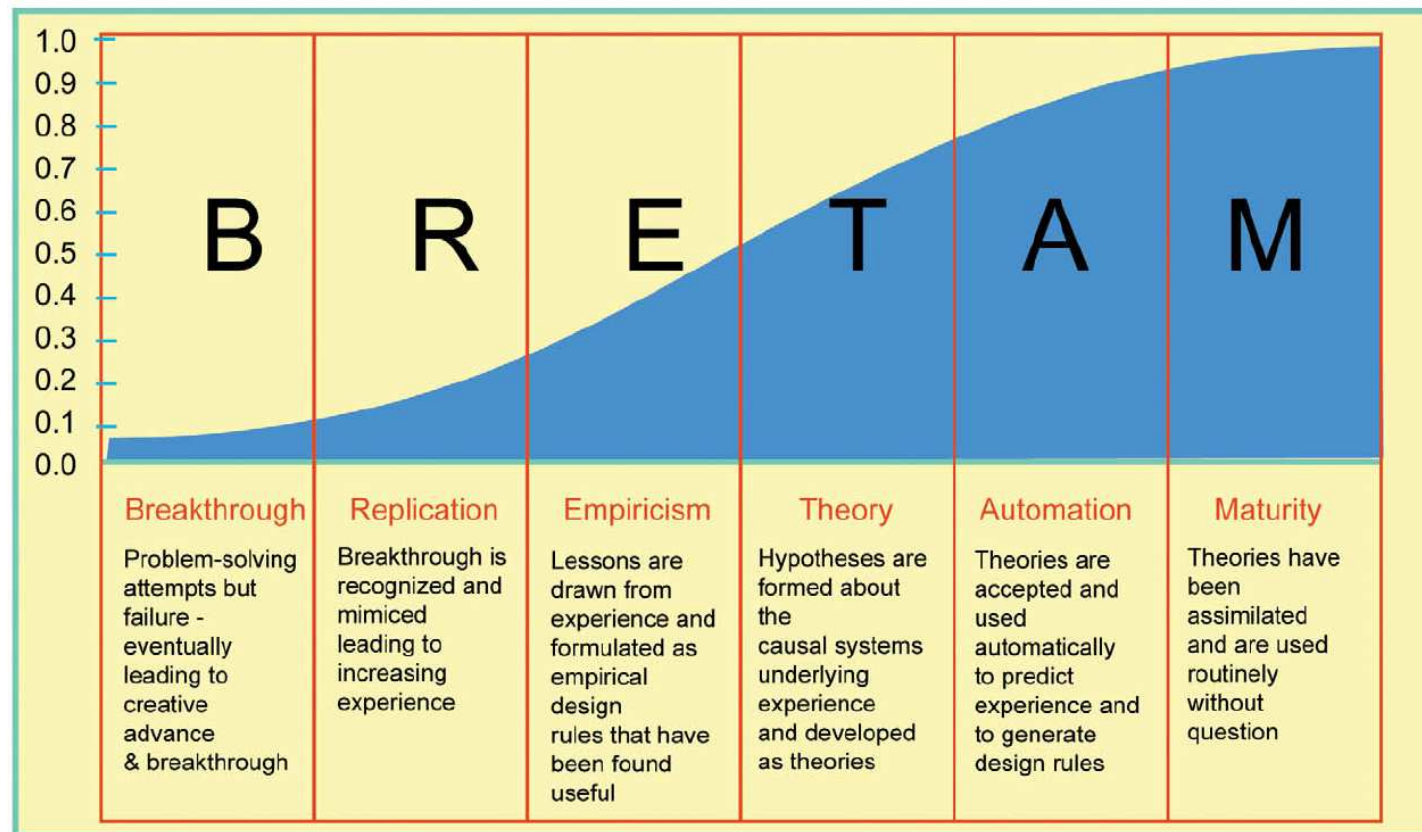 1.0
0.9
0.8
0.7
0.6
0.5
0.4
0.3
0.2
0.1
0.0
B R E T A M
Breakthrough
Problem-solving
attempts but
failure -
eventually
leading to
creative
advance
& breakthrough
Replication
Breakthrough is
recognized and
mimiced
leading to
increasing
experience
Empiricism
Lessons are
drawn from
experience and
formulated as
empirical
design
rules that have
been found
useful
Theory
Hypotheses are
formed about
the
causal systems
underlying
experience
and developed
as theories
Automation
Theories are
accepted and
used
automatically
to predict
experience and
to generate
design rules
Maturity
Theories have
been
assimilated
and are used
routinely
without
question